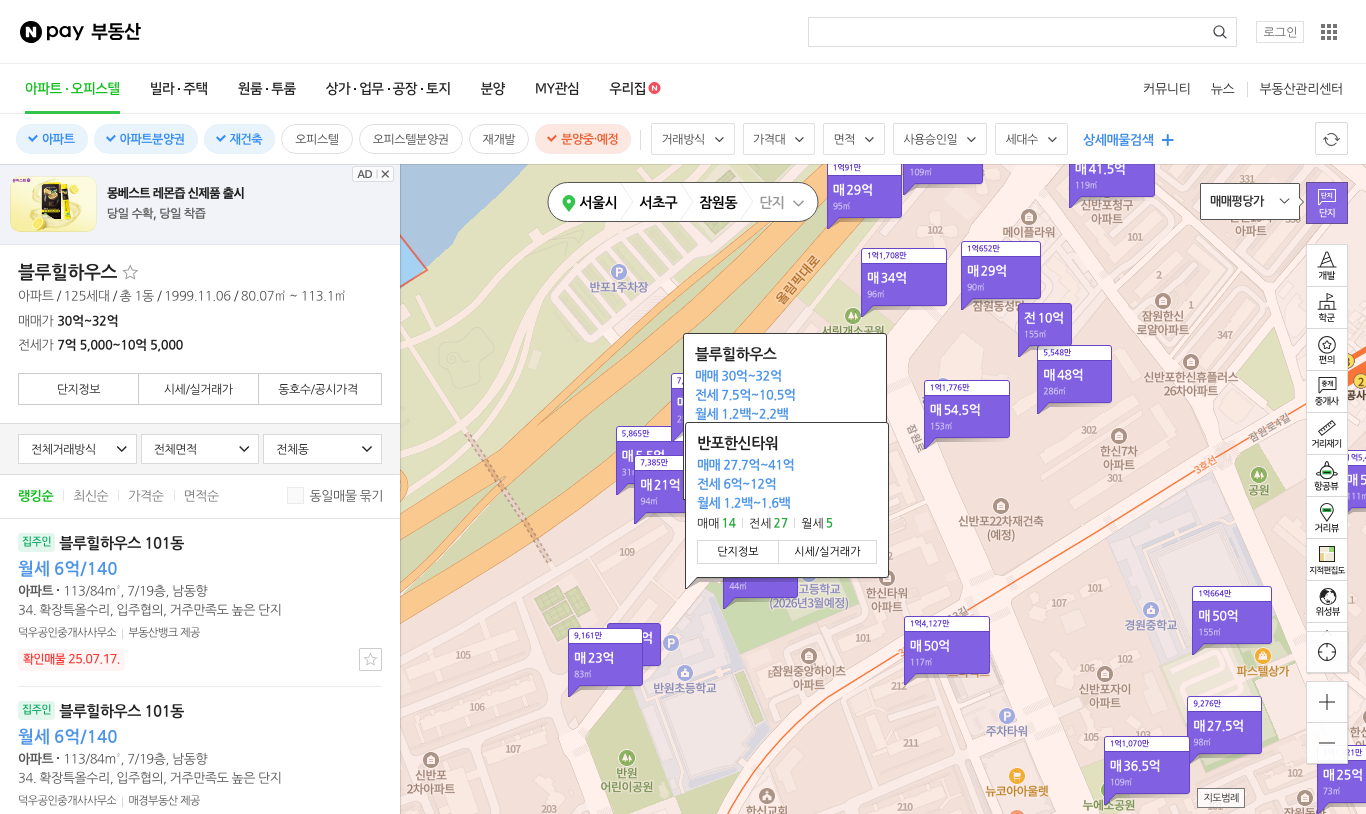 N pay 부동산
로그인
아파트 · 오피스텔
빌라 · 주택
원룸 · 투룸
상가 · 업무 · 공장 · 토지
분양
MY관심
우리집 N
커뮤니티
뉴스
부동산관리센터
아파트
아파트분양권
재건축
오피스텔
오피스텔분양권
재개발
분양중·예정
거래방식
가격대
면적
사용승인일
세대수
상세매물검색
AD
몽베스트 레몬즙 신제품 출시
당일 수확, 당일 착즙
블루힐하우스
아파트 / 125세대 / 총 1동 / 1999.11.06 / 80.07㎡ ~ 113.1㎡
매매가 30억~32억
전세가 7억 5,000~10억 5,000
단지정보
시세/실거래가
동호수/공시가격
전체거래방식
전체면적
전체동
랭킹순
최신순
가격순
면적순
동일매물 묶기
집주인 블루힐하우스 101동
월세 6억/140
아파트 · 113/84㎡, 7/19층, 남동향
34. 확장특올수리, 입주협의, 거주만족도 높은 단지
덕우공인중개사사무소 | 부동산뱅크 제공
확인매물 25.07.17.
집주인 블루힐하우스 101동
월세 6억/140
아파트 · 113/84㎡, 7/19층, 남동향
34. 확장특올수리, 입주협의, 거주만족도 높은 단지
덕우공인중개사사무소 | 매경부동산 제공
서울시
서초구
잠원동
단지
매매평당가
단지
단지
개발
학군
편의
중개
중개사
거리재기
항공뷰
거리뷰
지적편집도
위성뷰
지도범례
1억91만
매29억
95㎡
109㎡
매41.5억
119㎡
신반포청구
아파트
331
메이플라워
102
101
P
반포1주차장
올림픽대로
1억1,708만
매34억
96㎡
1억652만
매29억
90㎡
잠원동성
서릿개소공원
전10억
155㎡
2
1
잠원한신
로얄아파트
347
5,548만
매48억
286㎡
신반포한신휴플러스
26차아파트
1억1,776만
매54.5억
153㎡
잠원로
잠원로4길
3호선
302
한신7차
아파트
301
공원
신반포22차재건축
(예정)
블루힐하우스
매매 30억~32억
전세 7.5억~10.5억
월세 1.2백~2.2백
반포한신타워
매매 27.7억~41억
전세 6억~12억
월세 1.2백~1.6백
매매 14 | 전세 27 | 월세 5
단지정보
시세/실거래가
5,865만
7,385만
매21억
94㎡
44㎡
고등학교
(2026년3월예정)
한신타워
아파트
109
107
101
경원중학교
1억664만
매50억
155㎡
파스텔상가
9,161만
매23억
83㎡
억
P
반원초등학교
105
106
107
101
잠원중앙하이츠
아파트
1억4,127만
매50억
117㎡
212
211
210
106
102
신반포자이
아파트
105
103
P
주차타워
9,276만
매27.5억
98㎡
1억1,070만
매36.5억
109㎡
누에소공원
뉴코아아울렛
신반포
2차아파트
반원
어린이공원
203
한신교회
102
매25억
73㎡